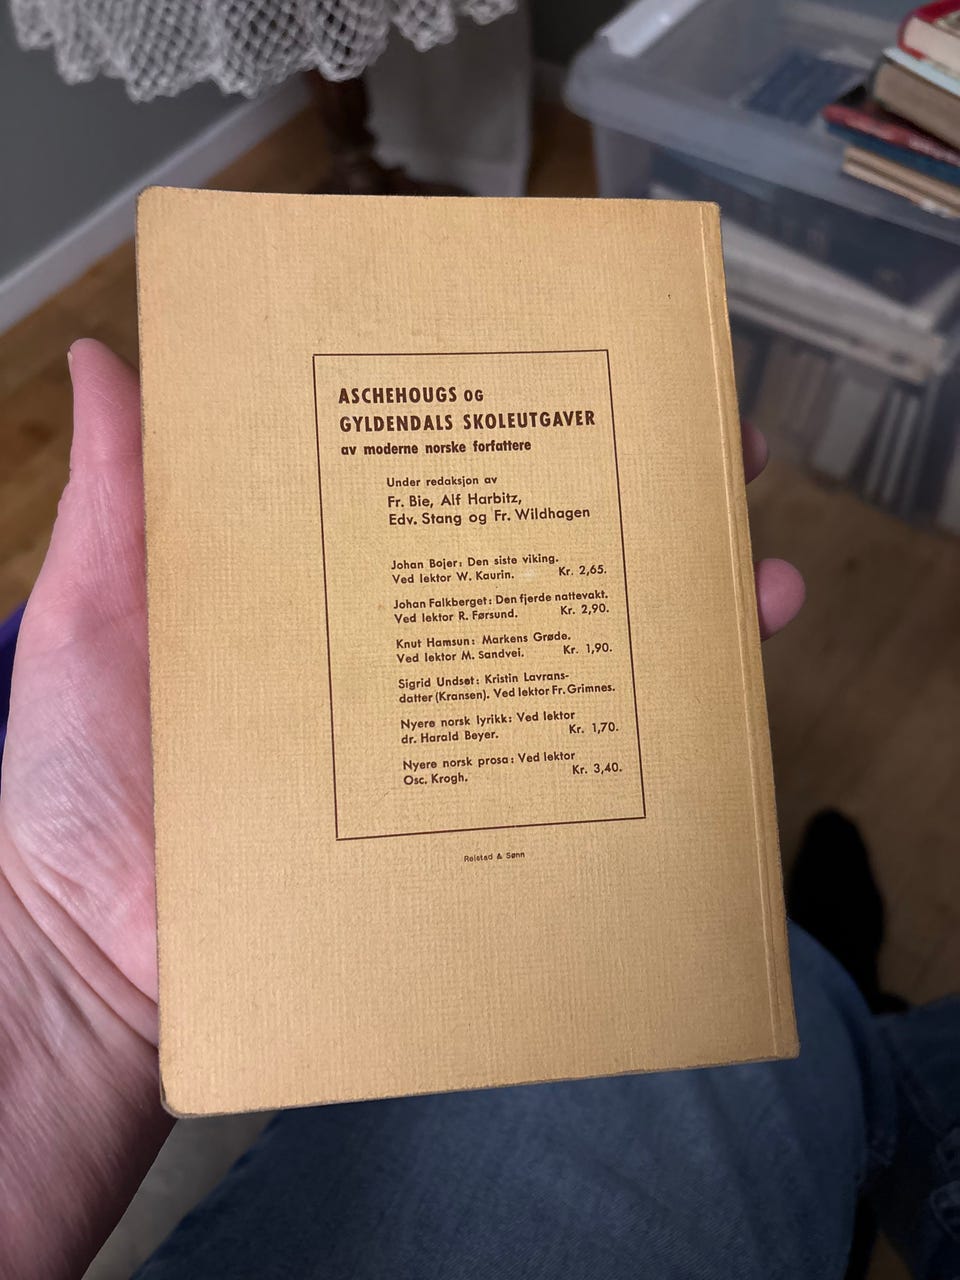 ASCHEHOUGS OG
GYLDENDALS SKOLEUTGAVER
av moderne norske forfattere
Under redaksjon av
Fr. Bie, Alf Harbitz,
Edv. Stang og Fr. Wildhagen
Johan Bojer: Den siste viking.
Ved lektor W. Kaurin. Kr. 2,65.
Johan Falkberget: Den fjerde nattevakt.
Ved lektor R. Førsund. Kr. 2,90.
Knut Hamsun: Markens Grøde.
Ved lektor M. Sandvei. Kr. 1,90.
Sigrid Undset: Kristin Lavrans-
datter (Kransen). Ved lektor Fr. Grimnes.
Nyere norsk lyrikk: Ved lektor
dr. Harald Beyer. Kr. 1,70.
Nyere norsk prosa: Ved lektor
Osc. Krogh. Kr. 3,40.
Reistad & Sønn